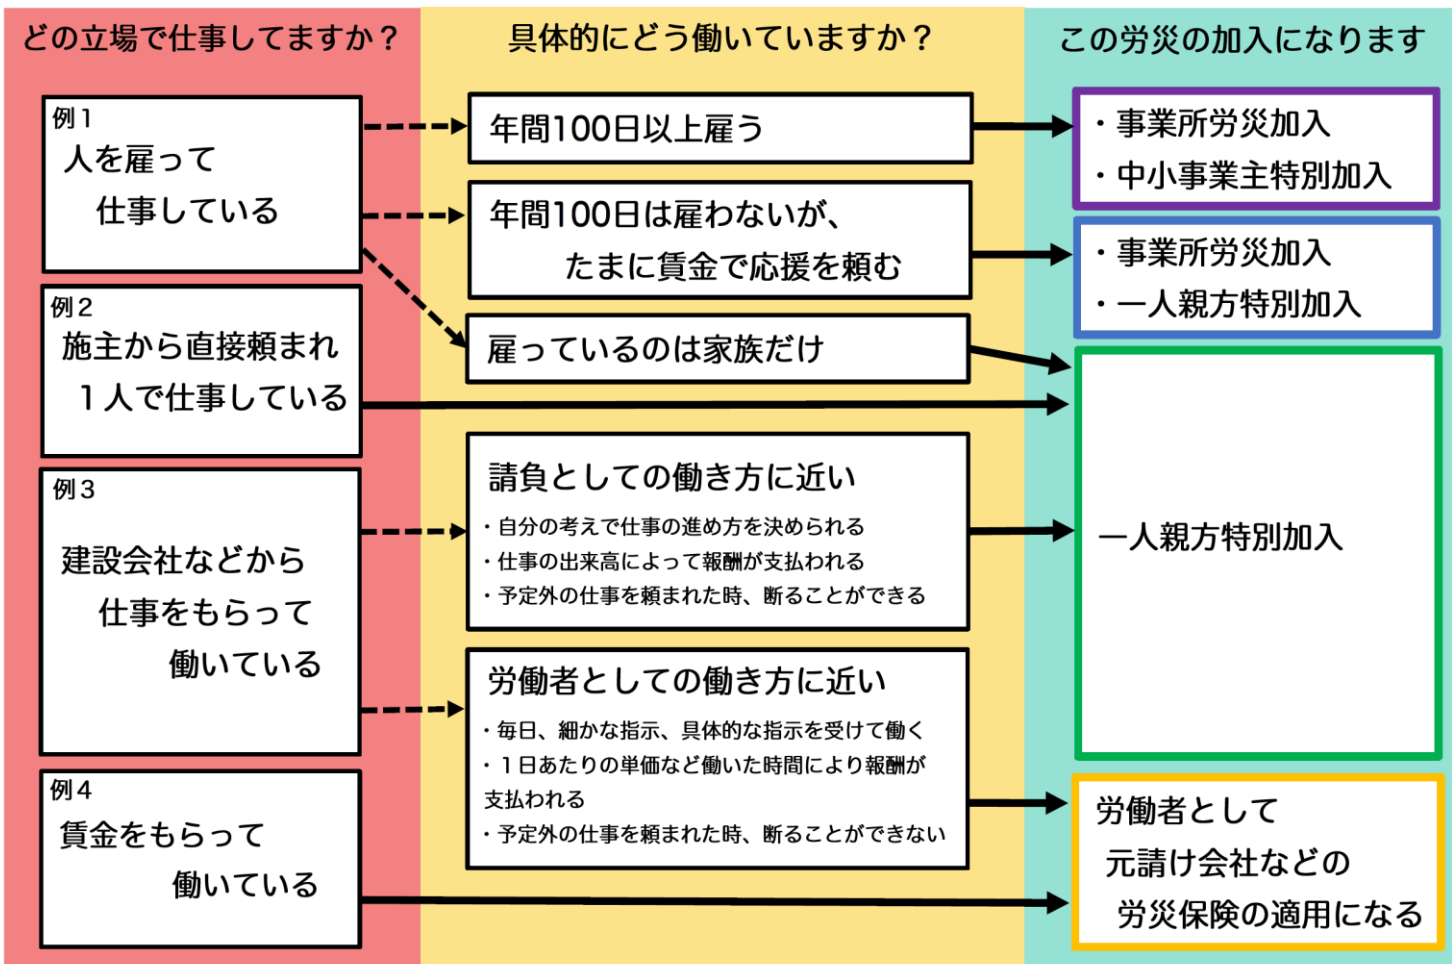 どの立場で仕事してますか？
具体的にどう働いていますか？
この労災の加入になります
例１
人を雇って
仕事している
例２
施主から直接頼まれ
１人で仕事している
例３
建設会社などから
仕事をもらって
働いている
例４
賃金をもらって
働いている
年間100日以上雇う
年間100日は雇わないが、
たまに賃金で応援を頼む
雇っているのは家族だけ
請負としての働き方に近い
・自分の考えで仕事の進め方を決められる
・仕事の出来高によって報酬が支払われる
・予定外の仕事を頼まれた時、断ることができる
労働者としての働き方に近い
・毎日、細かな指示、具体的な指示を受けて働く
・１日あたりの単価など働いた時間により報酬が
支払われる
・予定外の仕事を頼まれた時、断ることができない
・事業所労災加入
・中小事業主特別加入
・事業所労災加入
・一人親方特別加入
一人親方特別加入
労働者として
元請け会社などの
労災保険の適用になる